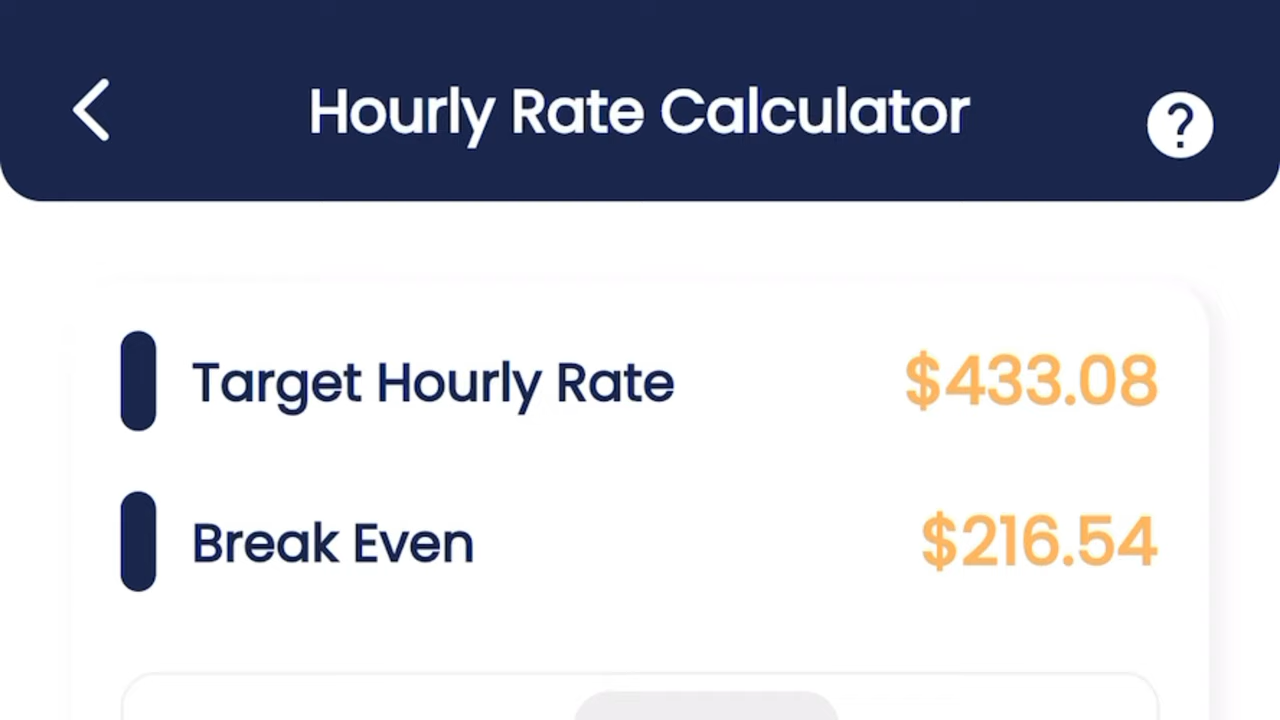 Hourly Rate Calculator
?
Target Hourly Rate $433.08
Break Even $216.54